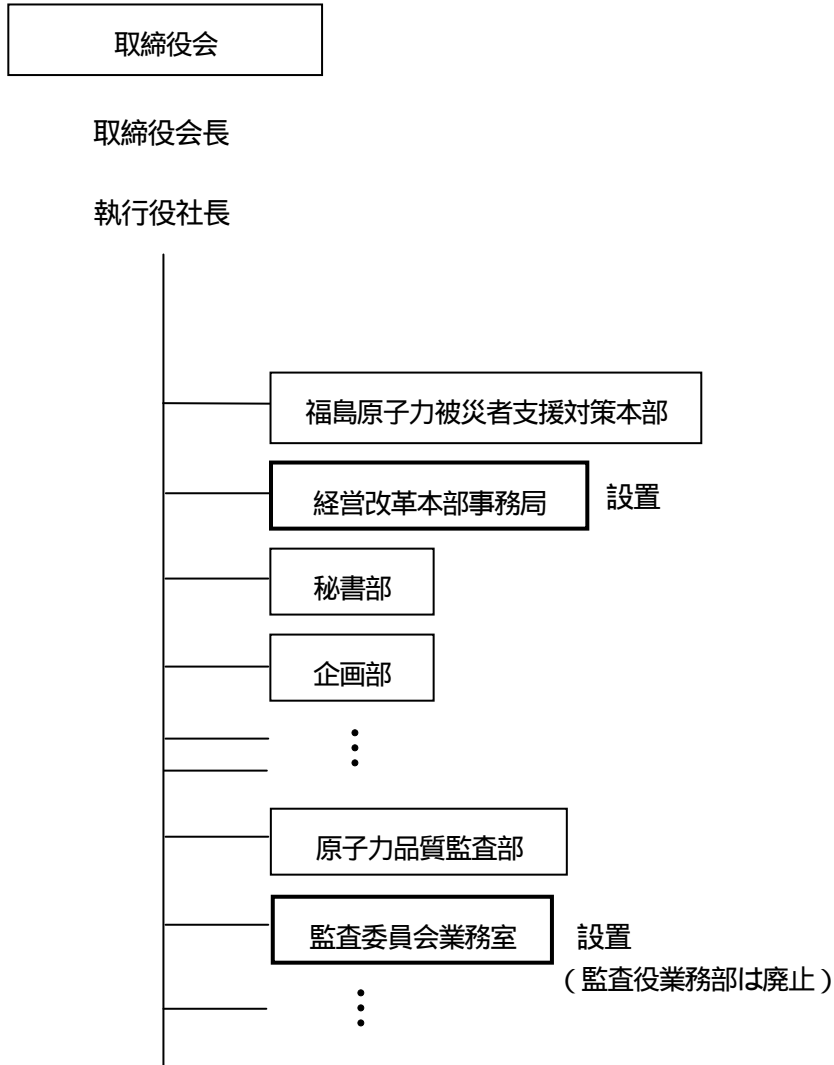 取締役会
取締役会長
執行役社長
福島原子力被災者支援対策本部
経営改革本部事務局 設置
秘書部
企画部
原子力品質監査部
監査委員会業務室 設置
（監査役業務部は廃止）